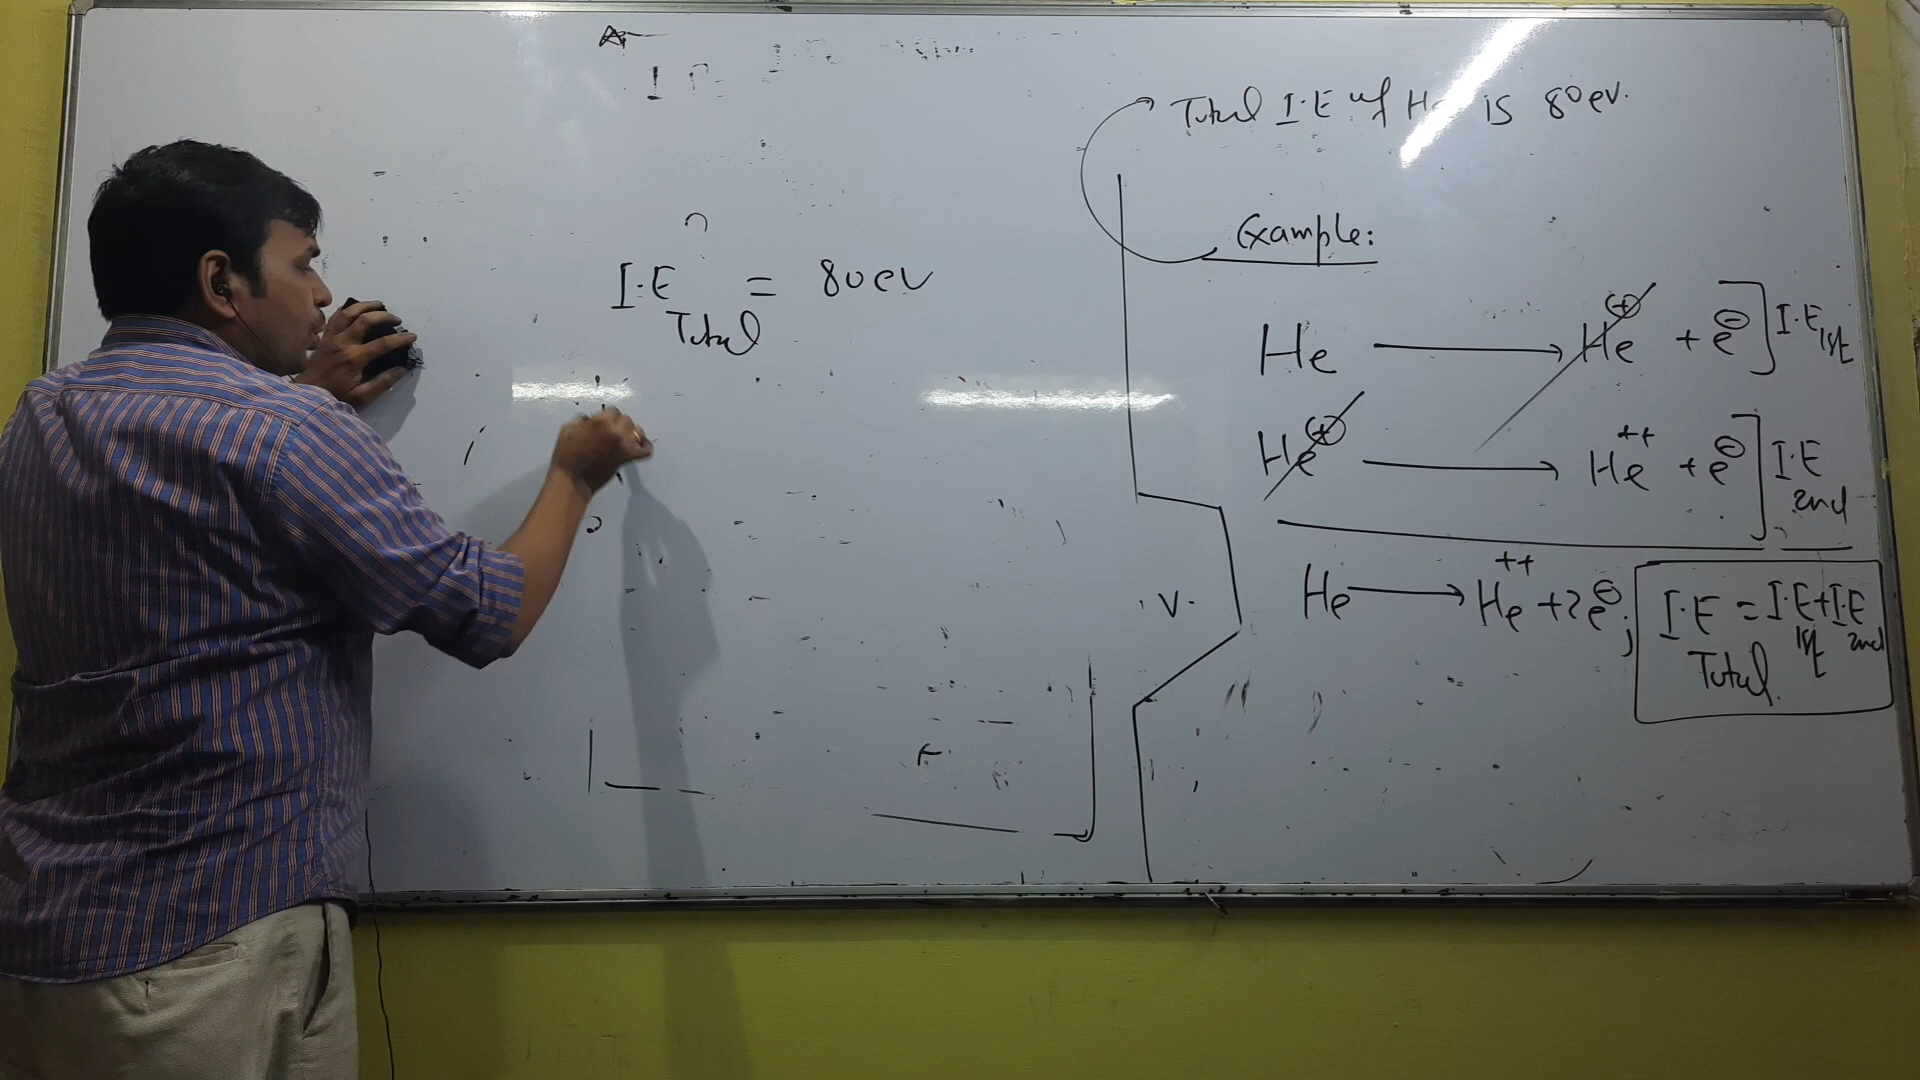 I.E Total = 80 ev
Total I.E of He is 80 ev.
Example:
He ⟶ He⊕ + e⊖ ] I.E 1st
He⊕ ⟶ He++ + e⊖ ] I.E 2nd
He ⟶ He++ + 2e⊖ ; I.E Total = I.E 1st + I.E 2nd